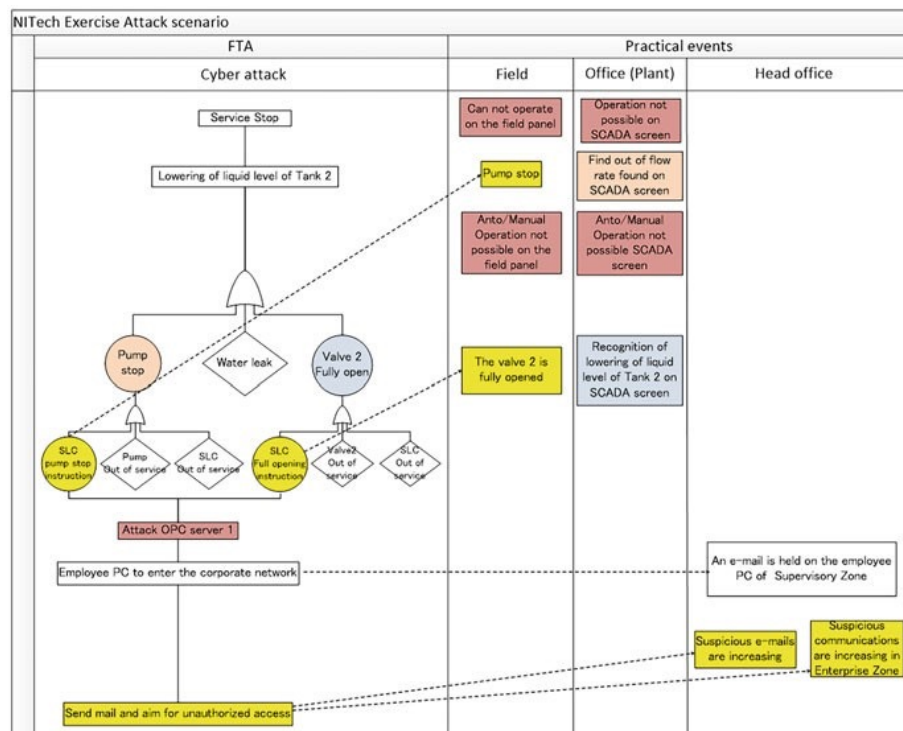 NITech Exercise Attack scenario
FTA
Practical events
Cyber attack
Field
Office (Plant)
Head office
Service Stop
Can not operate
on the field panel
Operation not
possible on
SCADA screen
Lowering of liquid level of Tank 2
Pump stop
Find out of flow
rate found on
SCADA screen
Anto/Manual
Operation not
possible on the
field panel
Anto/Manual
Operation not
possible SCADA
screen
Pump
stop
Water leak
Valve 2
Fully open
The valve 2 is
fully opened
Recognition of
lowering of liquid
level of Tank 2 on
SCADA screen
SLC
pump stop
instruction
Pump
Out of service
SLC
Out of service
SLC
Full opening
instruction
Valve2
Out of
service
SLC
Out of
service
Attack OPC server 1
Employee PC to enter the corporate network
An e-mail is held on the employee
PC of Supervisory Zone
Suspicious e-mails
are increasing
Suspicious
communications
are increasing in
Enterprise Zone
Send mail and aim for unauthorized access